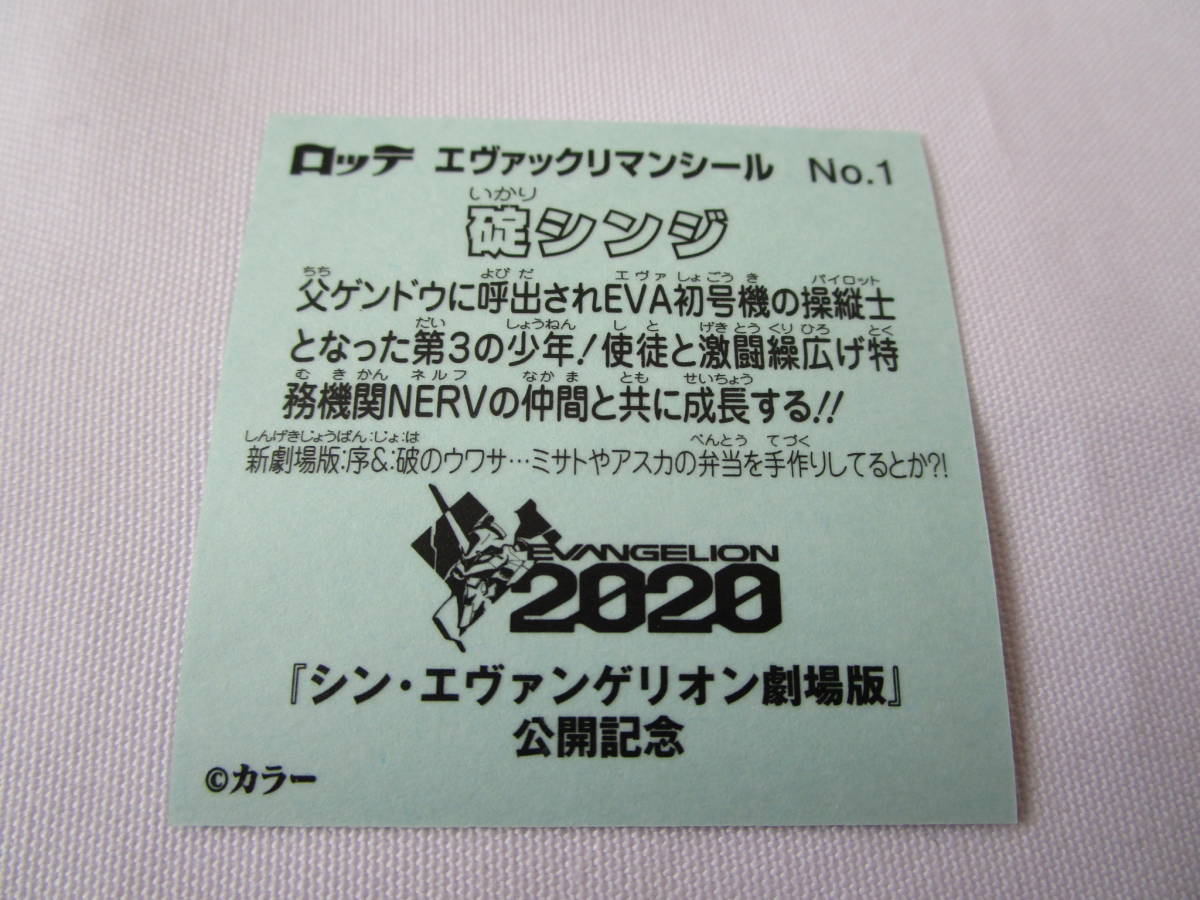 ロッテ エヴァックリマンシール No.1
いかり
碇シンジ
ちち よびだ エヴァ しょごうき パイロット
父ゲンドウに呼出されEVA初号機の操縦士
だい しょうねん しと げきとうくりひろ とく
となった第3の少年!使徒と激闘繰広げ特
むきかん ネルフ なかま とも せいちょう
務機関NERVの仲間と共に成長する!!
しんげきじょうばん:じょ:は べんとう てづく
新劇場版:序&:破のウワサ…ミサトやアスカの弁当を手作りしてるとか?!
EVANGELION
2020
『シン・エヴァンゲリオン劇場版』
公開記念
©カラー